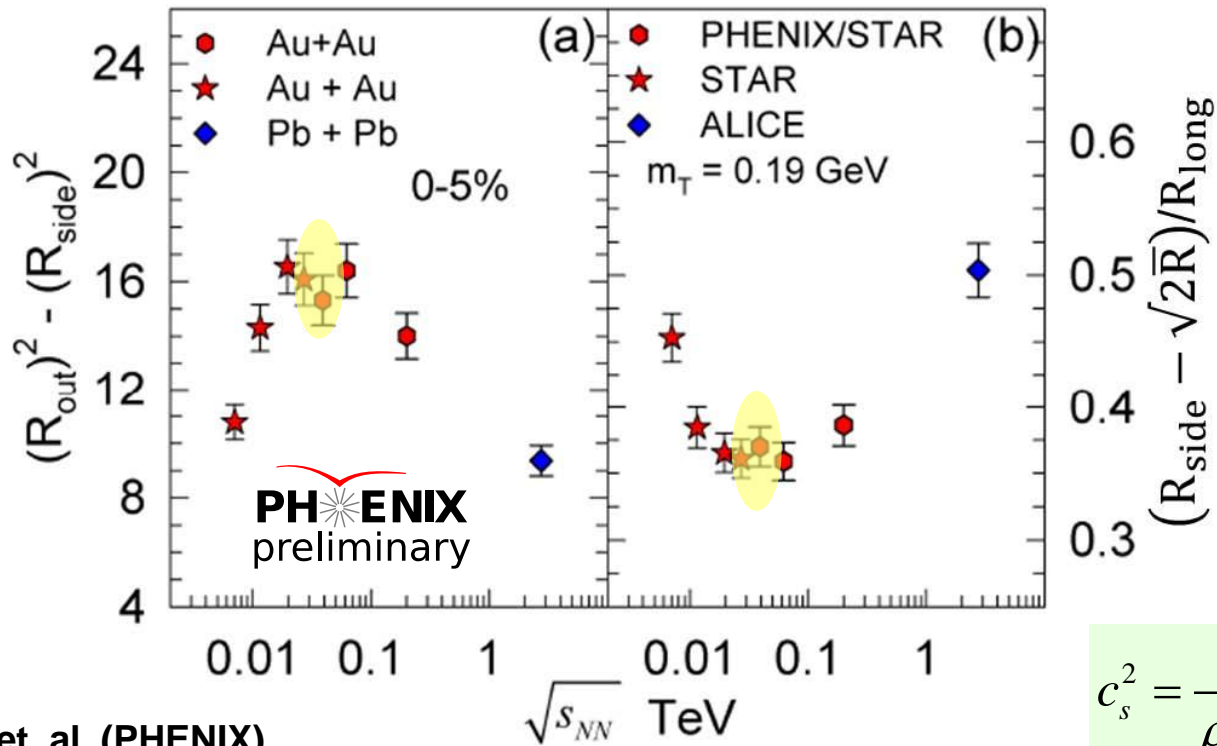 (a)
Au+Au
Au + Au
Pb + Pb
0-5%
(R_out)^2 - (R_side)^2
24
20
16
12
8
4
PHENIX
preliminary
0.01 0.1 1
(b)
PHENIX/STAR
STAR
ALICE
m_T = 0.19 GeV
0.6
0.5
0.4
0.3
(R_side − √2R̅)/R_long
0.01 0.1 1
√s_NN TeV
c_s^2 =
et al (PHENIX)